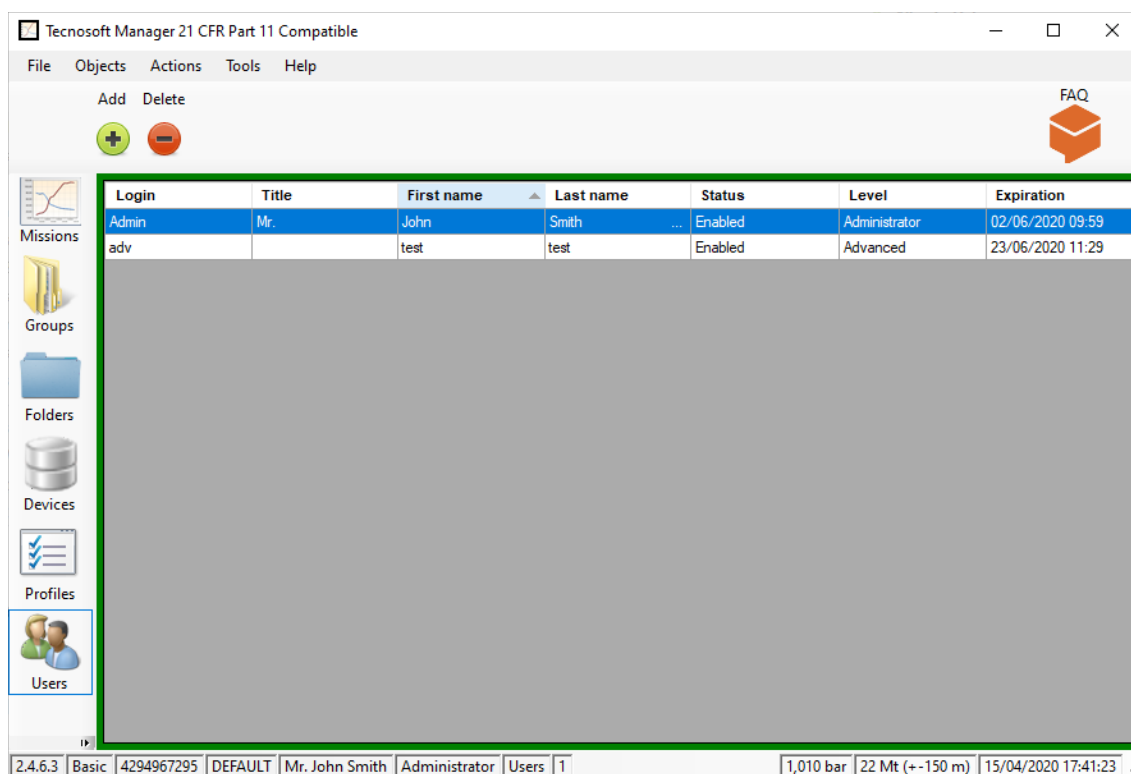 Tecnosoft Manager 21 CFR Part 11 Compatible
File Objects Actions Tools Help
Add Delete FAQ
Login Title First name Last name Status Level Expiration
Admin Mr. John Smith ... Enabled Administrator 02/06/2020 09:59
adv test test Enabled Advanced 23/06/2020 11:29
Missions
Groups
Folders
Devices
Profiles
Users
2.4.6.3 Basic 4294967295 DEFAULT Mr. John Smith Administrator Users 1 1,010 bar 22 Mt (+-150 m) 15/04/2020 17:41:23